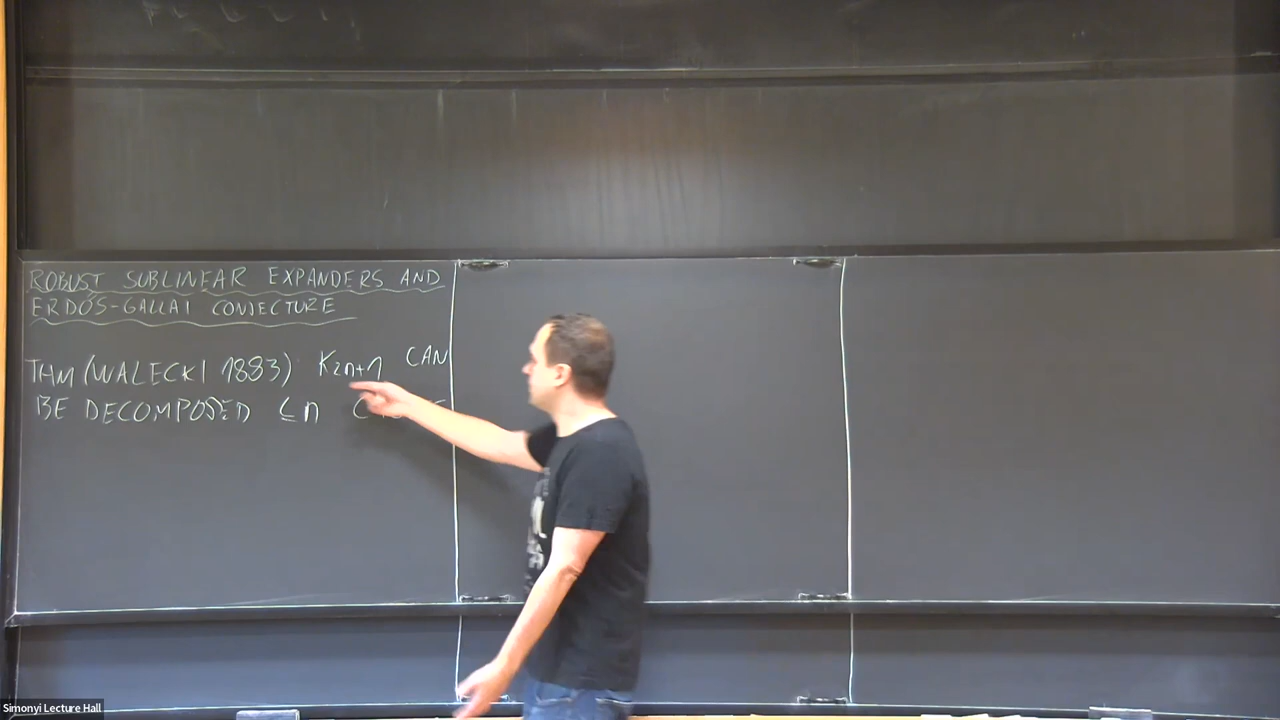 ROBUST SUBLINEAR EXPANDERS AND
ERDŐS-GALLAI CONJECTURE
THM (WALECKI 1883) K2n+1 CAN
BE DECOMPOSED ≤n
Simonyi Lecture Hall